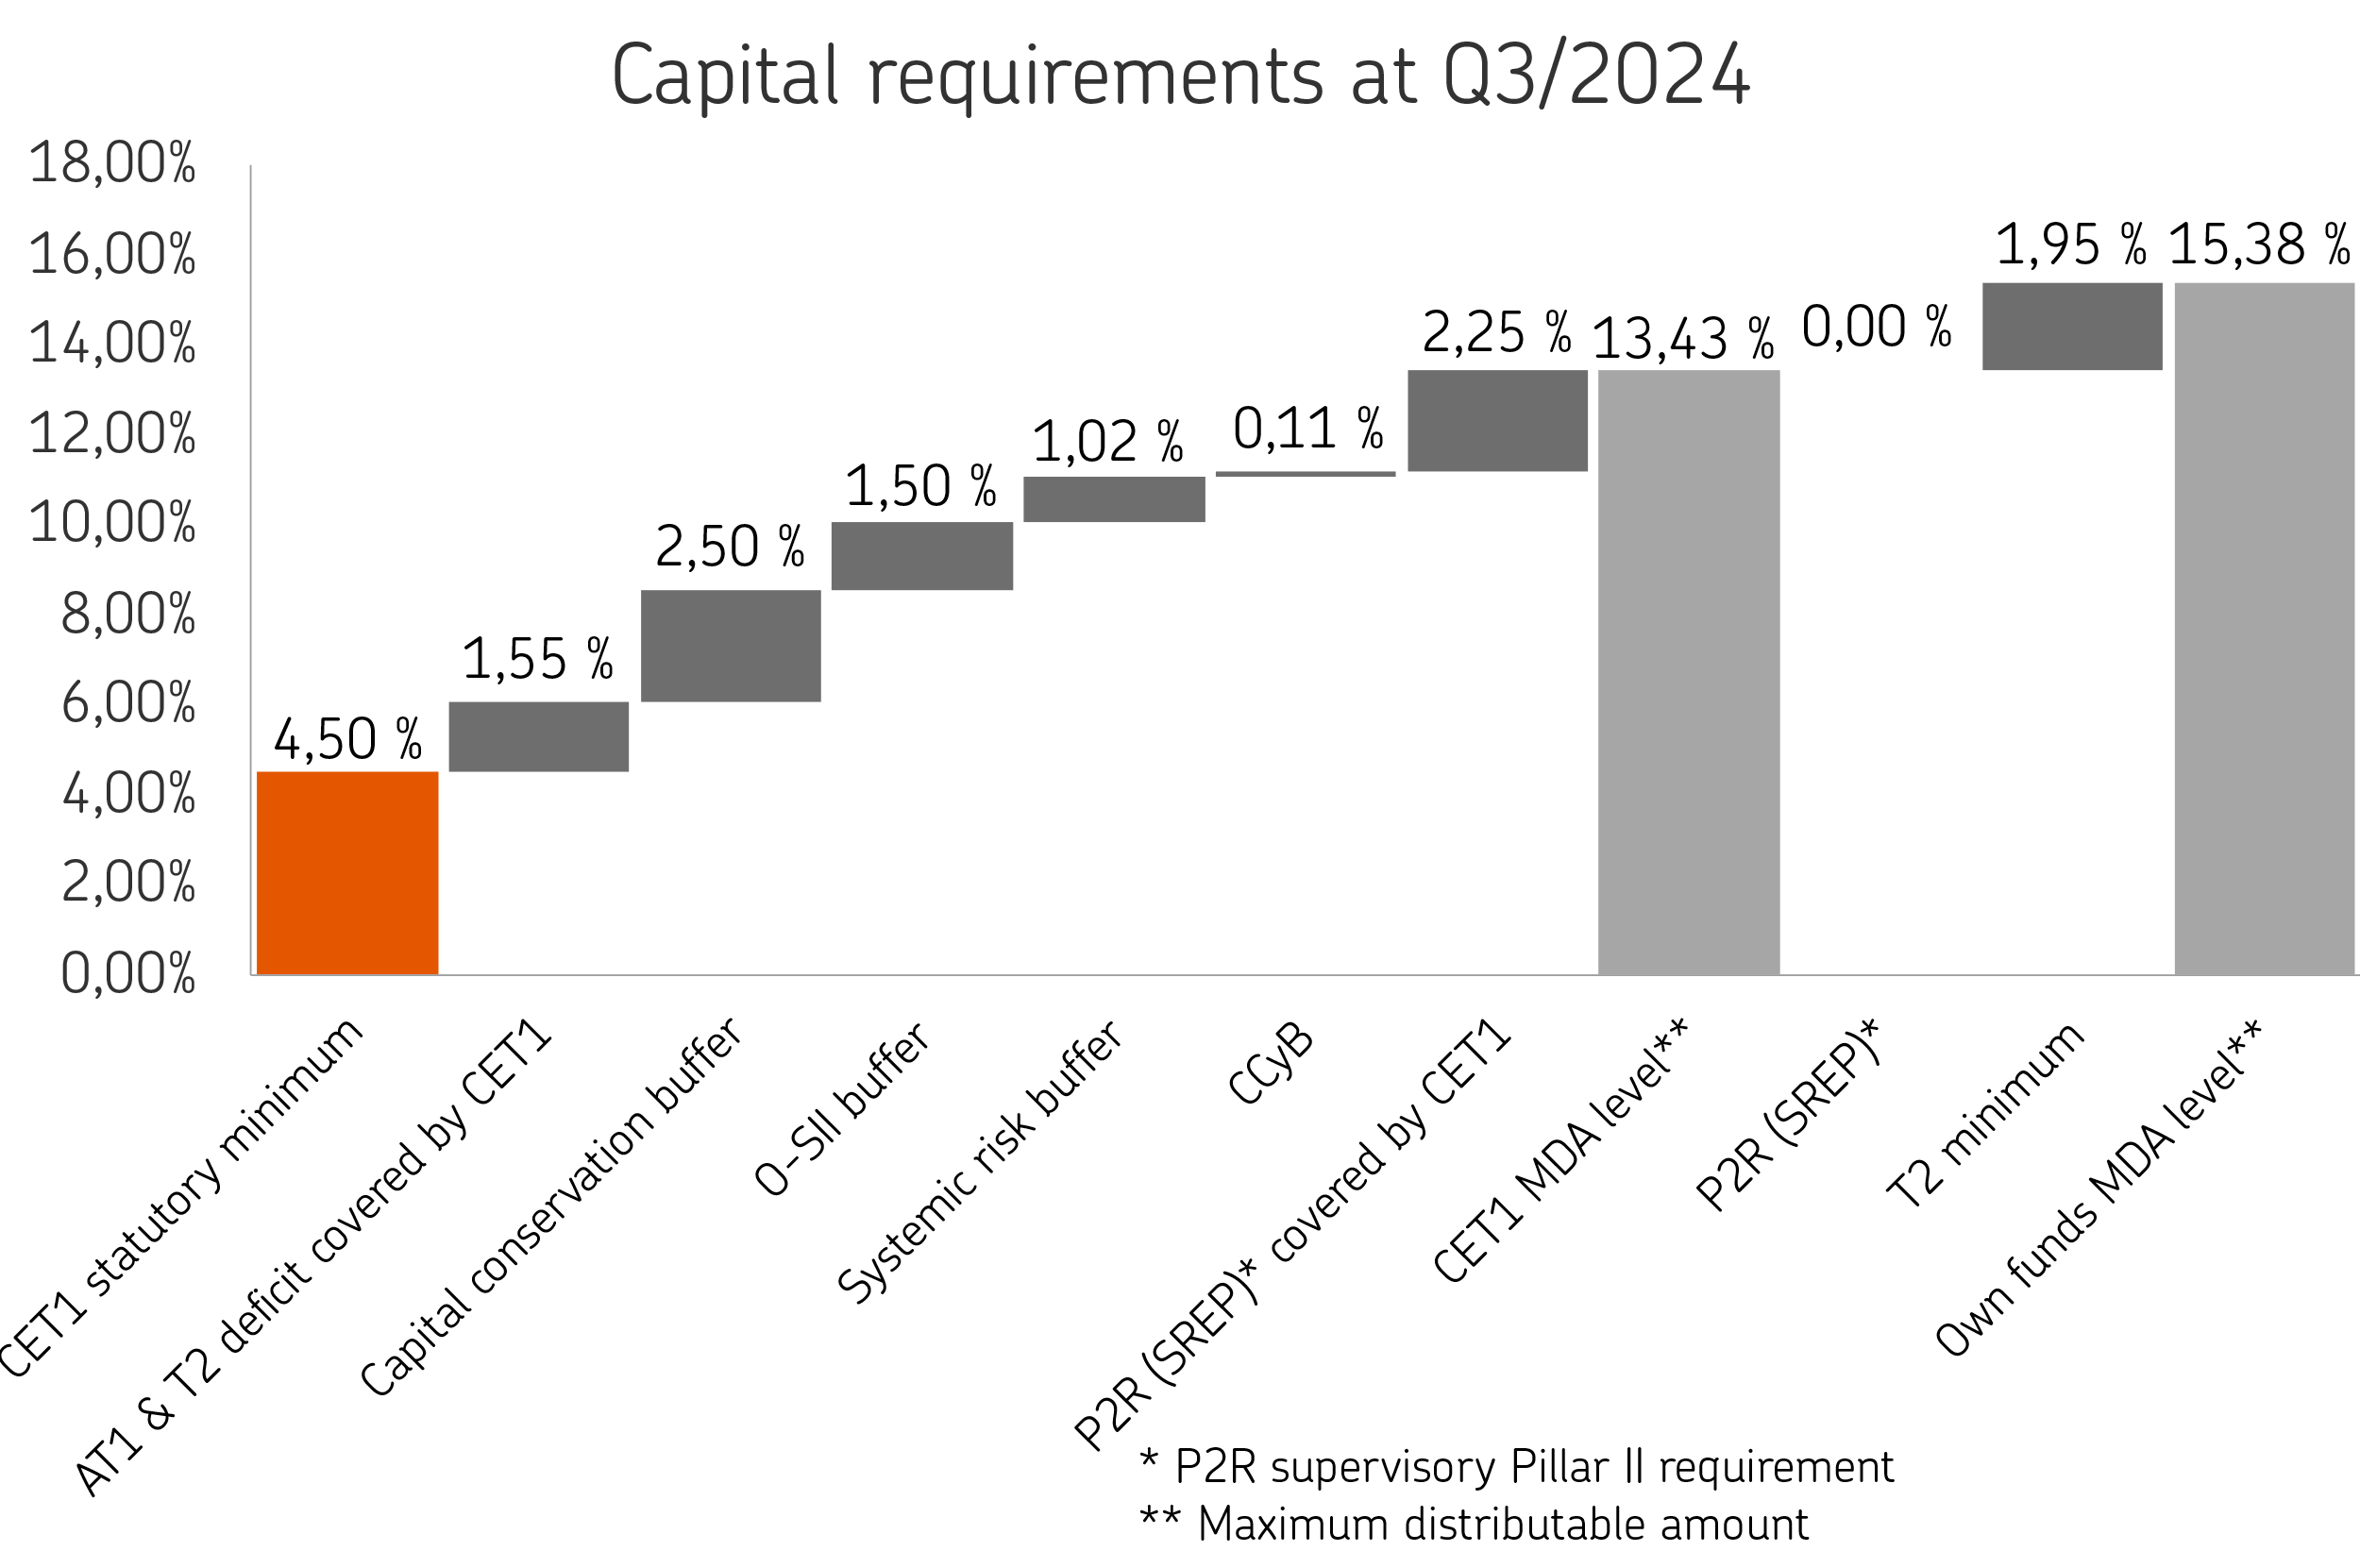 Capital requirements at Q3/2024
18,00%
16,00%
14,00%
12,00%
10,00%
8,00%
6,00%
4,00%
2,00%
0,00%
4,50 %
1,55 %
2,50 %
1,50 %
1,02 %
0,11 %
2,25 %
13,43 %
0,00 %
1,95 %
15,38 %
CET1 statutory minimum
AT1 & T2 deficit covered by CET1
Capital conservation buffer
O-SII buffer
Systemic risk buffer
CCyB
P2R (SREP)* covered by CET1
CET1 MDA level**
P2R (SREP)*
T2 minimum
Own funds MDA level**
* P2R supervisory Pillar II requirement
** Maximum distributable amount